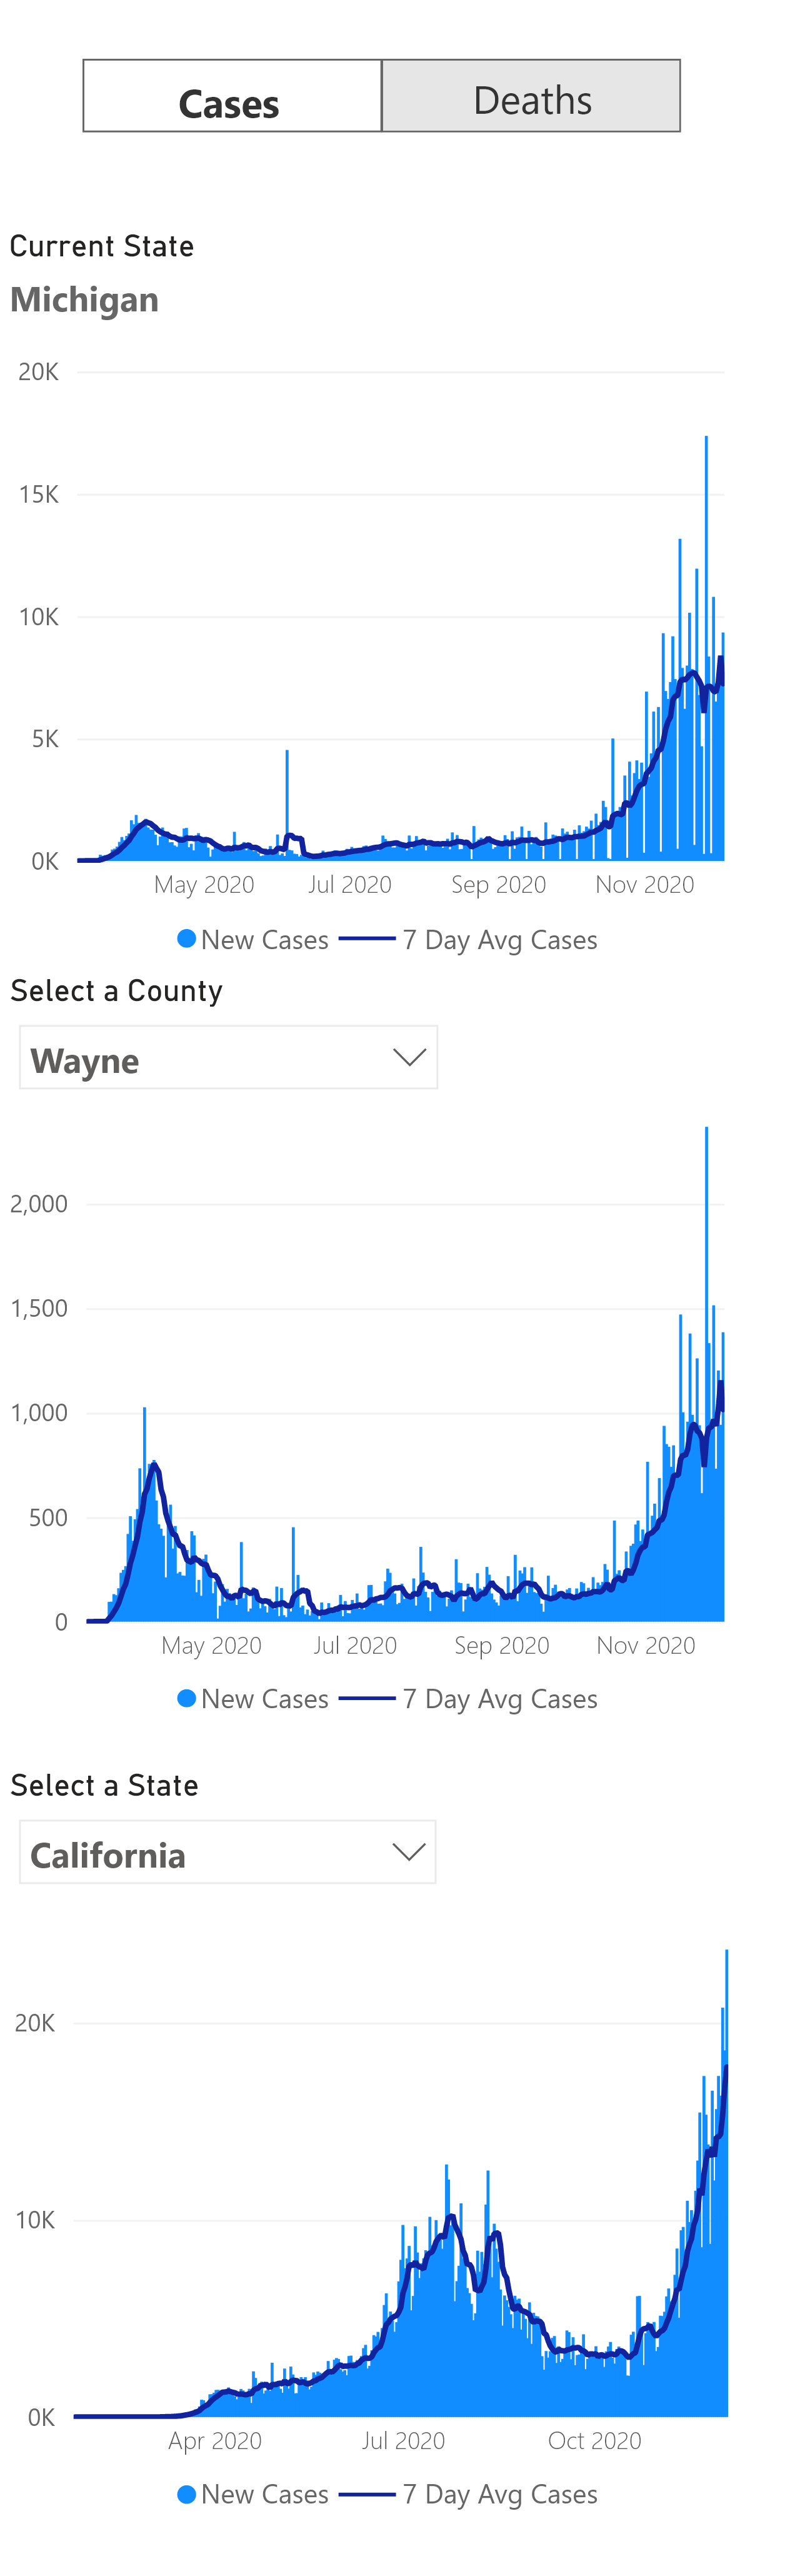 Cases Deaths
Current State
Michigan
20K
15K
10K
5K
0K
May 2020 Jul 2020 Sep 2020 Nov 2020
New Cases 7 Day Avg Cases
Select a County
Wayne
2,000
1,500
1,000
500
0
May 2020 Jul 2020 Sep 2020 Nov 2020
New Cases 7 Day Avg Cases
Select a State
California
20K
10K
0K
Apr 2020 Jul 2020 Oct 2020
New Cases 7 Day Avg Cases